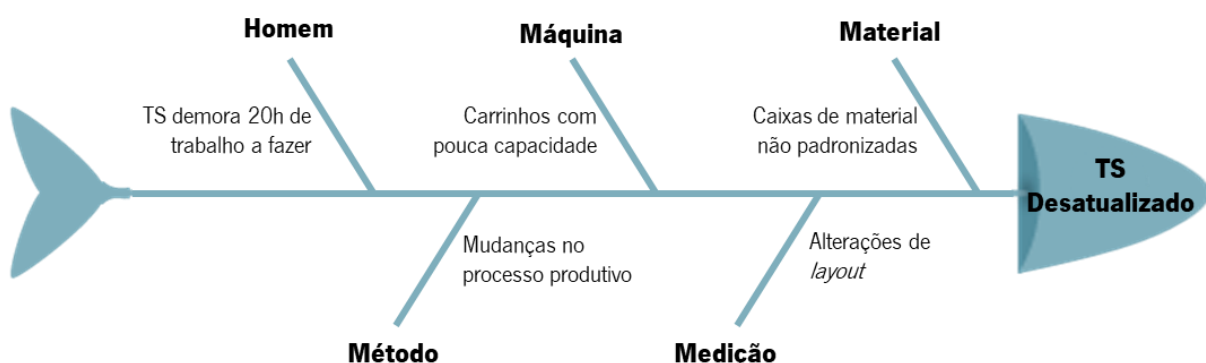 Homem
Máquina
Material
TS demora 20h de
trabalho a fazer
Carrinhos com
pouca capacidade
Caixas de material
não padronizadas
TS
Desatualizado
Mudanças no
processo produtivo
Alterações de
layout
Método
Medição